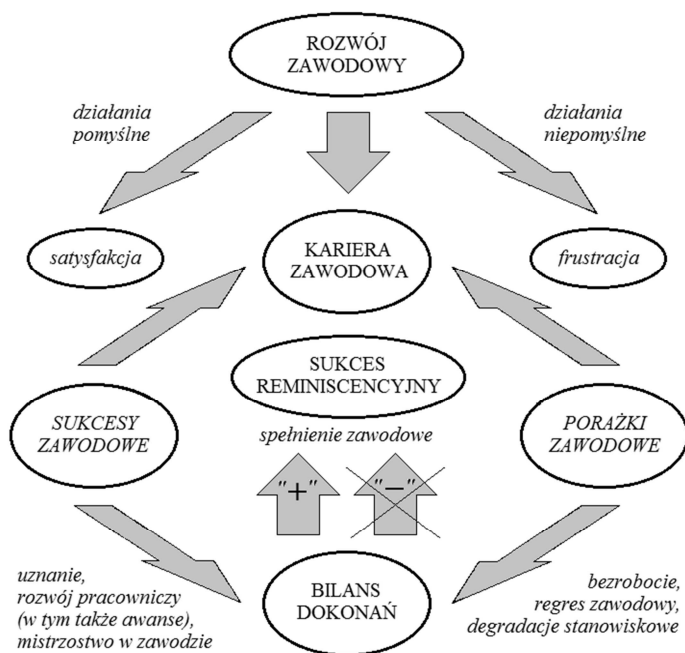 ROZWÓJ
ZAWODOWY
działania
pomyślne
działania
niepomyślne
satysfakcja
KARIERA
ZAWODOWA
frustracja
SUKCES
REMINISCENCYJNY
spełnienie zawodowe
SUKCESY
ZAWODOWE
PORAŻKI
ZAWODOWE
"+"
"–"
uznanie,
rozwój pracowniczy
(w tym także awanse),
mistrzostwo w zawodzie
BILANS
DOKONAŃ
bezrobocie,
regres zawodowy,
degradacje stanowiskowe